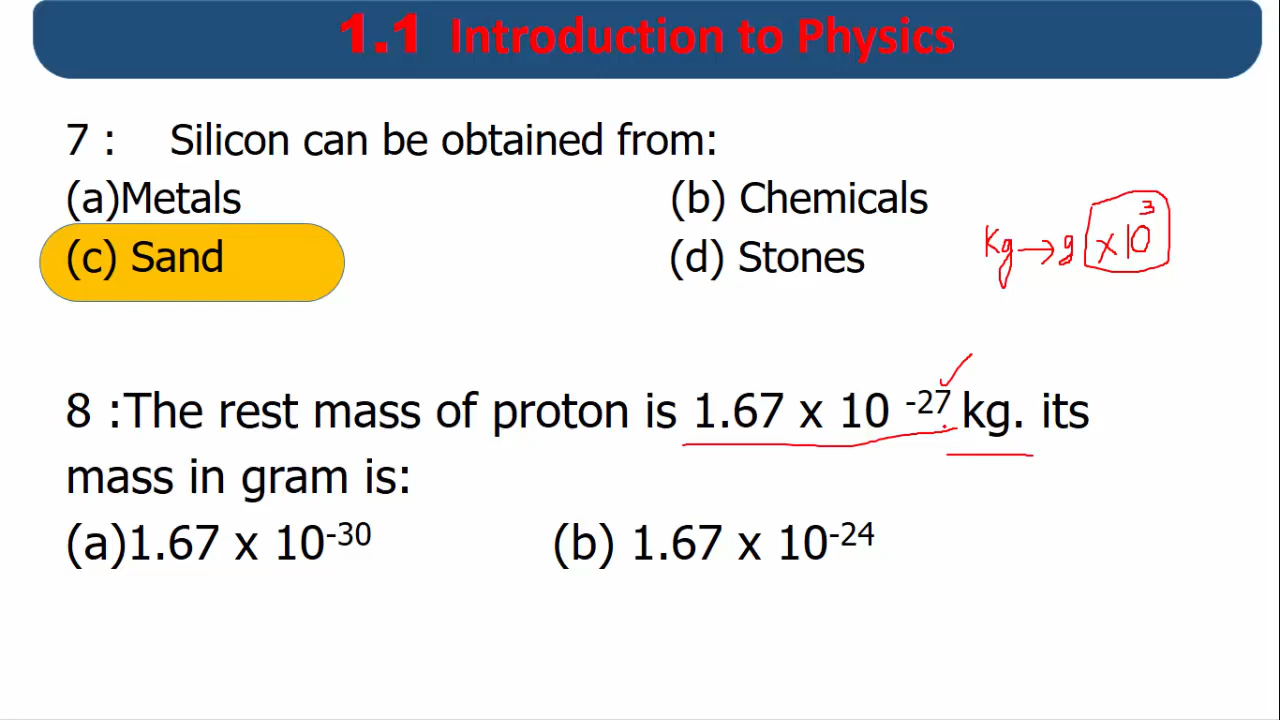 1.1 Introduction to Physics
7 : Silicon can be obtained from:
(a)Metals (b) Chemicals
(c) Sand (d) Stones
Kg→g ×10³
8 :The rest mass of proton is 1.67 x 10 ⁻²⁷ kg. its
mass in gram is:
(a)1.67 x 10⁻³⁰ (b) 1.67 x 10⁻²⁴